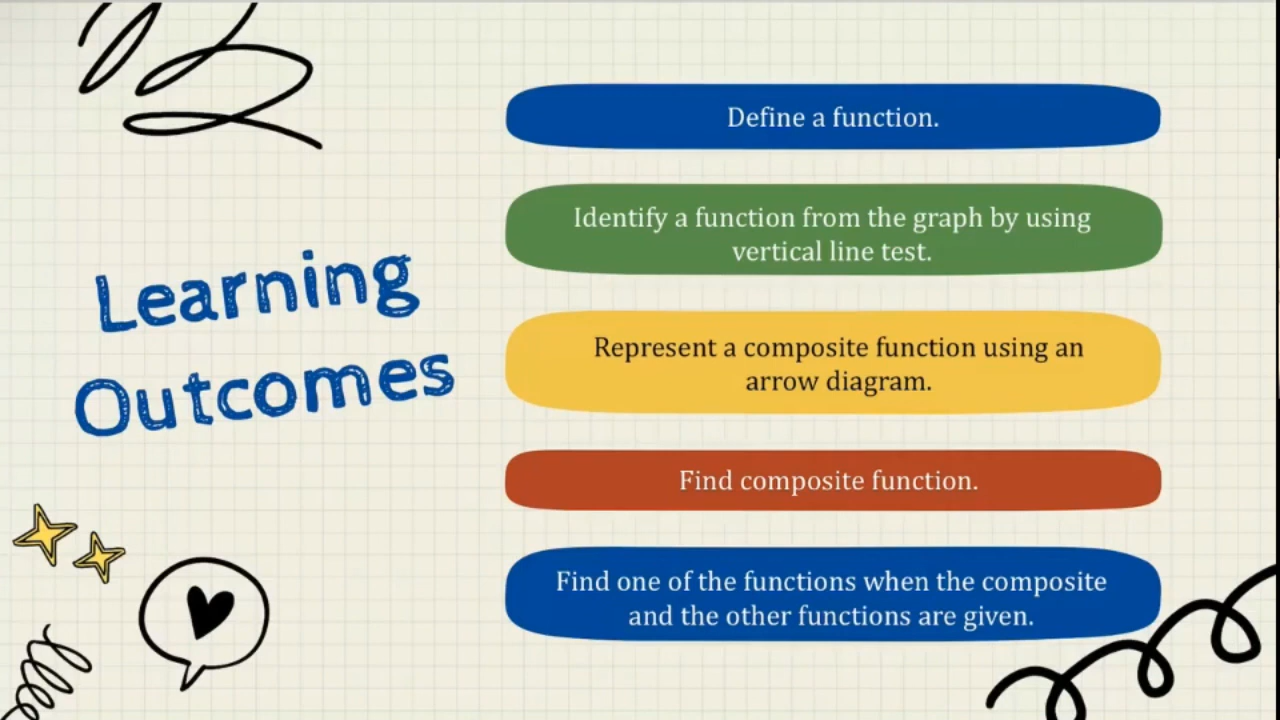 Learning
Outcomes
Define a function.
Identify a function from the graph by using
vertical line test.
Represent a composite function using an
arrow diagram.
Find composite function.
Find one of the functions when the composite
and the other functions are given.